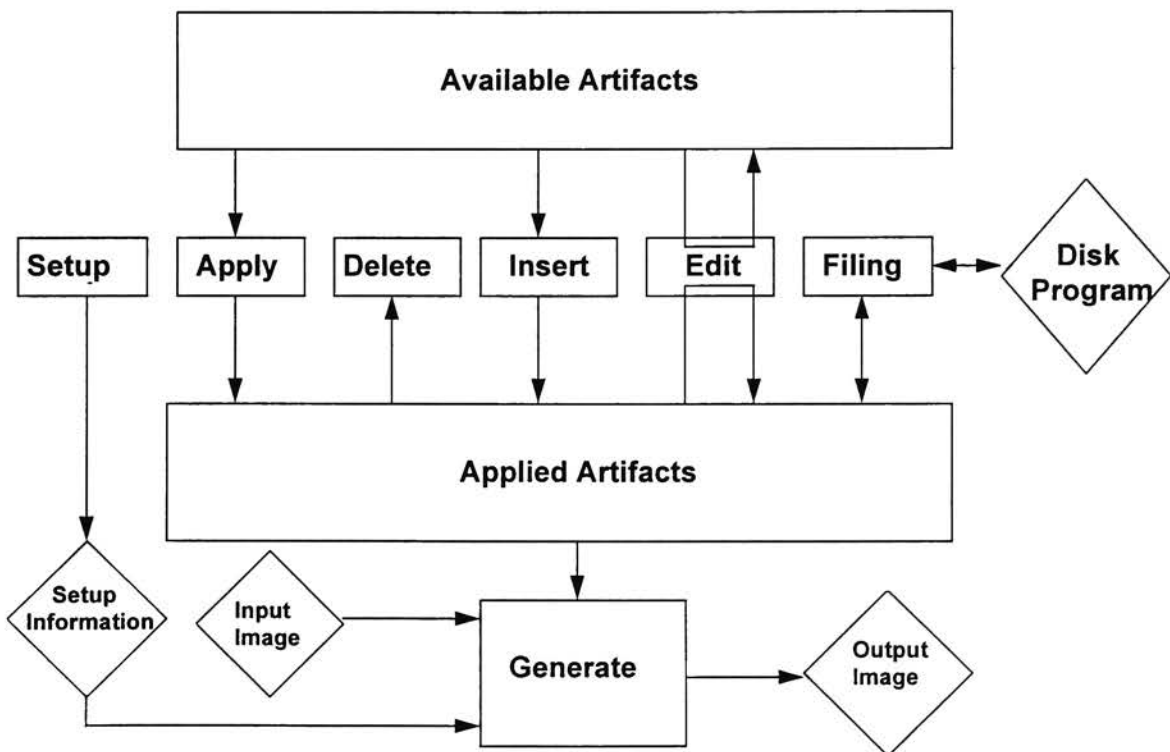 Available Artifacts
Setup
Apply
Delete
Insert
Edit
Filing
Disk
Program
Applied Artifacts
Setup
Information
Input
Image
Generate
Output
Image